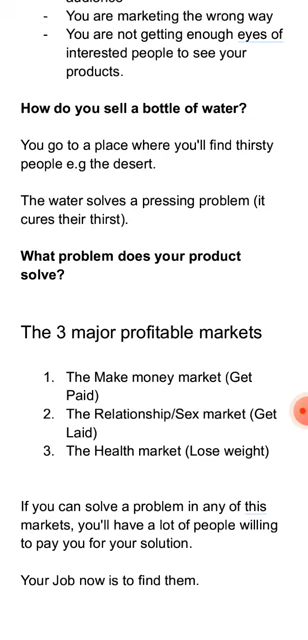 - You are marketing the wrong way
- You are not getting enough eyes of
interested people to see your
products.
How do you sell a bottle of water?
You go to a place where you'll find thirsty
people e.g the desert.
The water solves a pressing problem (it
cures their thirst).
What problem does your product
solve?
The 3 major profitable markets
1. The Make money market (Get
Paid)
2. The Relationship/Sex market (Get
Laid)
3. The Health market (Lose weight)
If you can solve a problem in any of this
markets, you'll have a lot of people willing
to pay you for your solution.
Your Job now is to find them.